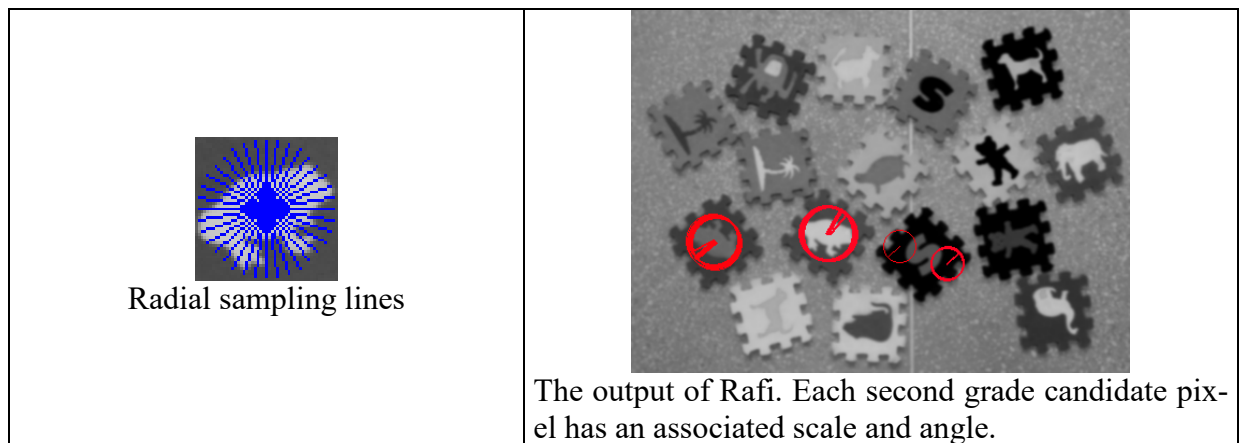 S
Radial sampling lines
The output of Rafi. Each second grade candidate pix-
el has an associated scale and angle.